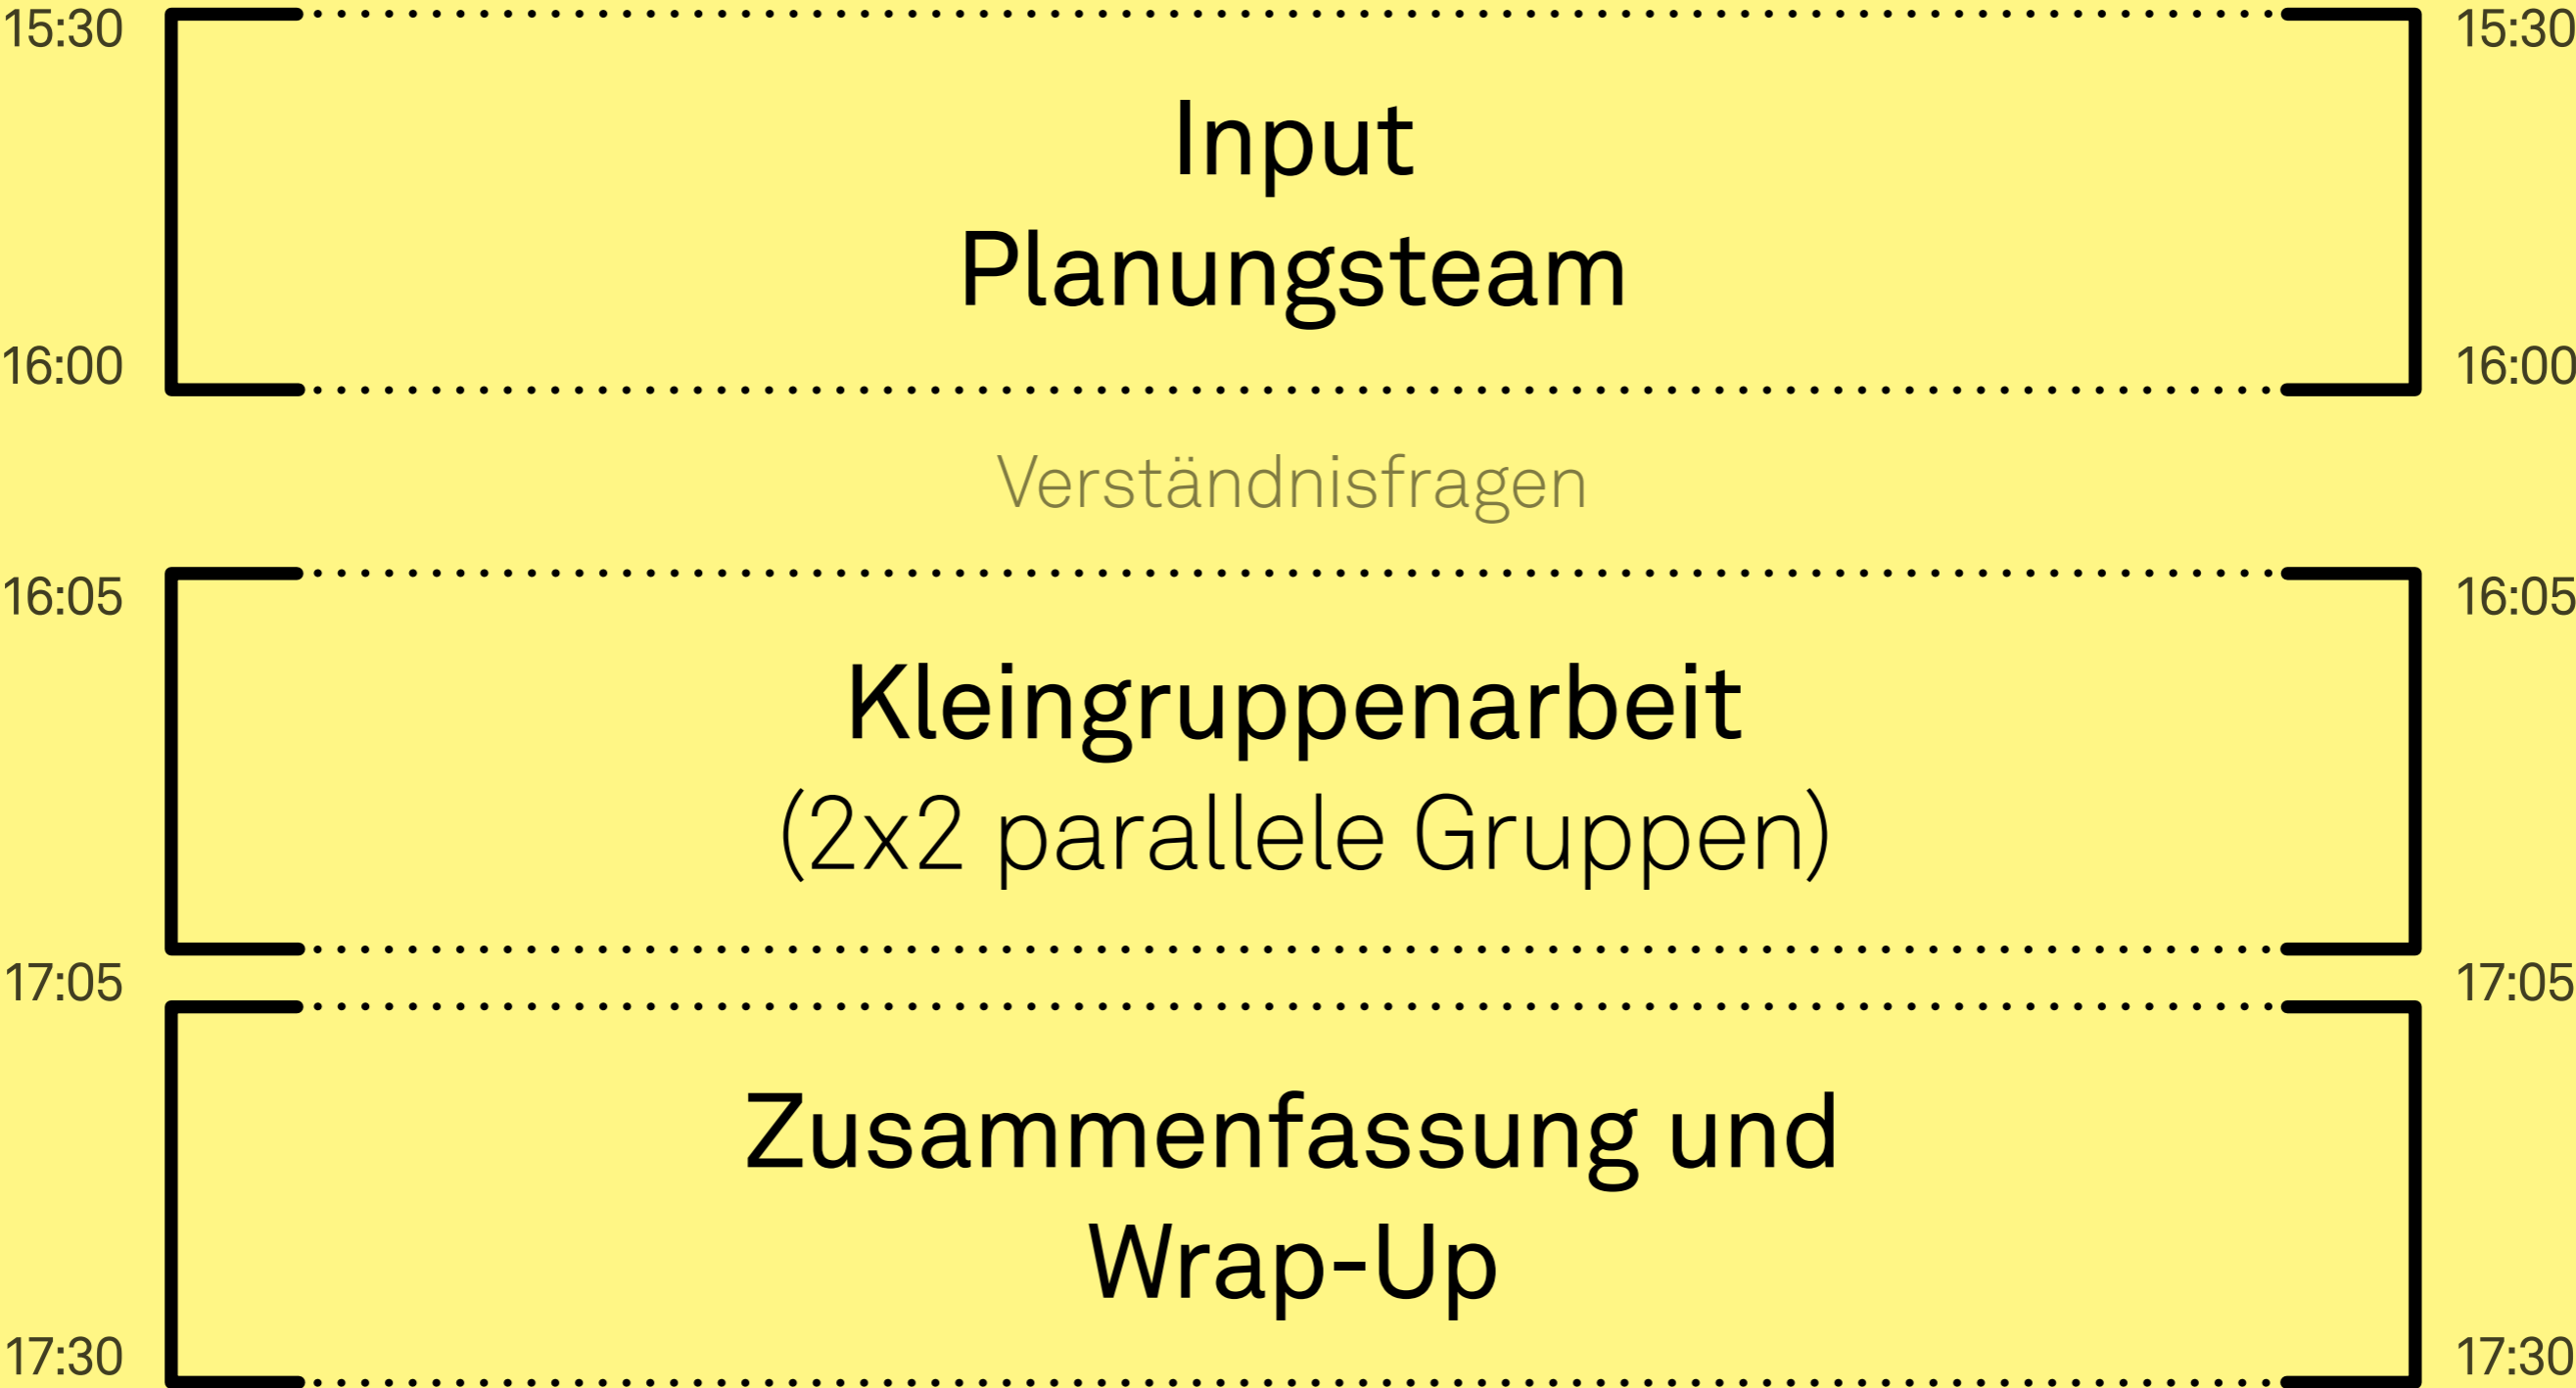 15:30 15:30
Input
Planungsteam
16:00 16:00
Verständnisfragen
16:05 16:05
Kleingruppenarbeit
(2x2 parallele Gruppen)
17:05 17:05
Zusammenfassung und
Wrap-Up
17:30 17:30